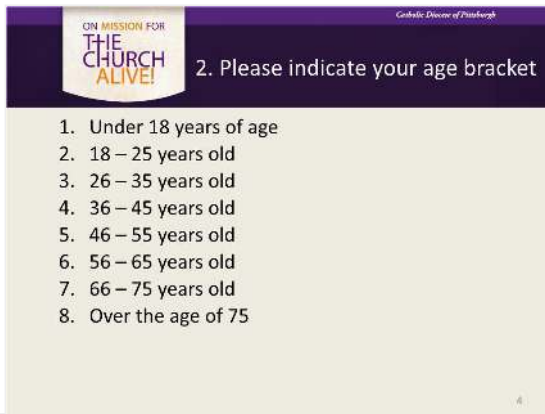 Catholic Diocese of Pittsburgh
ON MISSION FOR
THE
CHURCH
ALIVE!
2. Please indicate your age bracket
1. Under 18 years of age
2. 18 – 25 years old
3. 26 – 35 years old
4. 36 – 45 years old
5. 46 – 55 years old
6. 56 – 65 years old
7. 66 – 75 years old
8. Over the age of 75
4